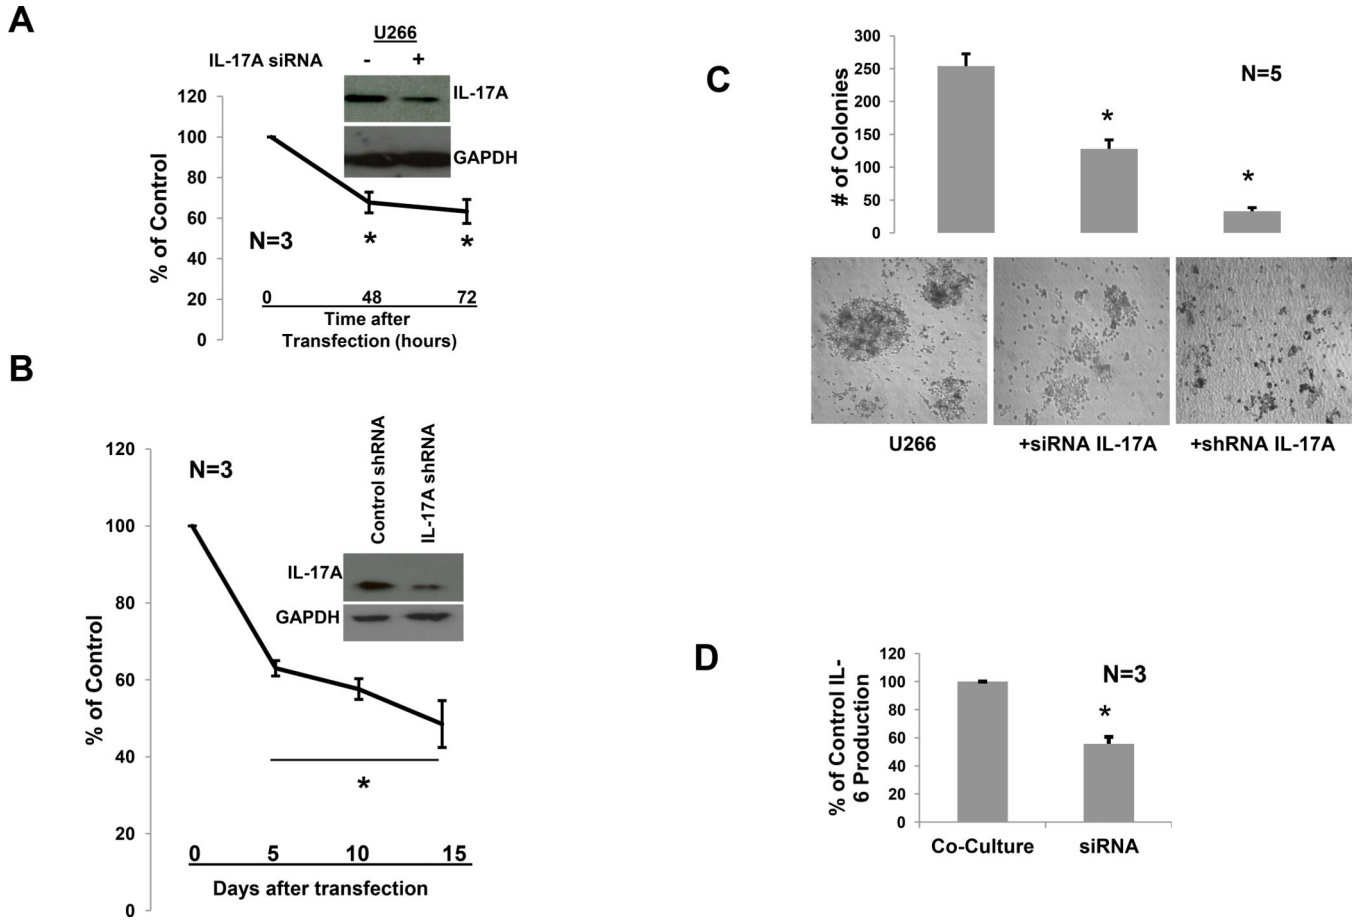 A
U266
IL-17A siRNA - +
IL-17A
GAPDH
120
100
80
60
40
20
0
% of Control
N=3
* *
0 48 72
Time after
Transfection (hours)
B
120
100
80
60
40
20
0
% of Control
N=3
Control shRNA
IL-17A shRNA
IL-17A
GAPDH
*
0 5 10 15
Days after transfection
C
300
250
200
150
100
50
0
# of Colonies
N=5
*
*
U266 +siRNA IL-17A +shRNA IL-17A
D
120
100
80
60
40
20
0
% of Control IL-
6 Production
N=3
*
Co-Culture siRNA